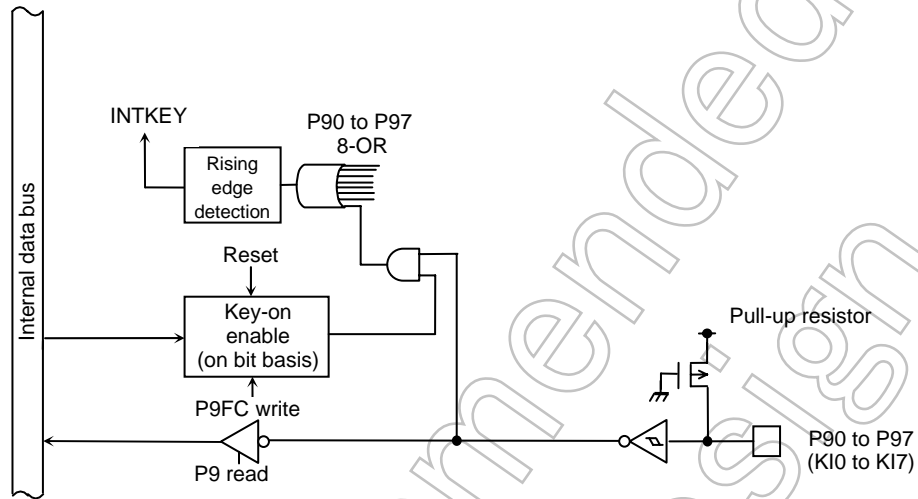 INTKEY
P90 to P97
8-OR
Rising
edge
detection
Internal data bus
Reset
Key-on
enable
(on bit basis)
P9FC write
P9 read
Pull-up resistor
P90 to P97
(KI0 to KI7)